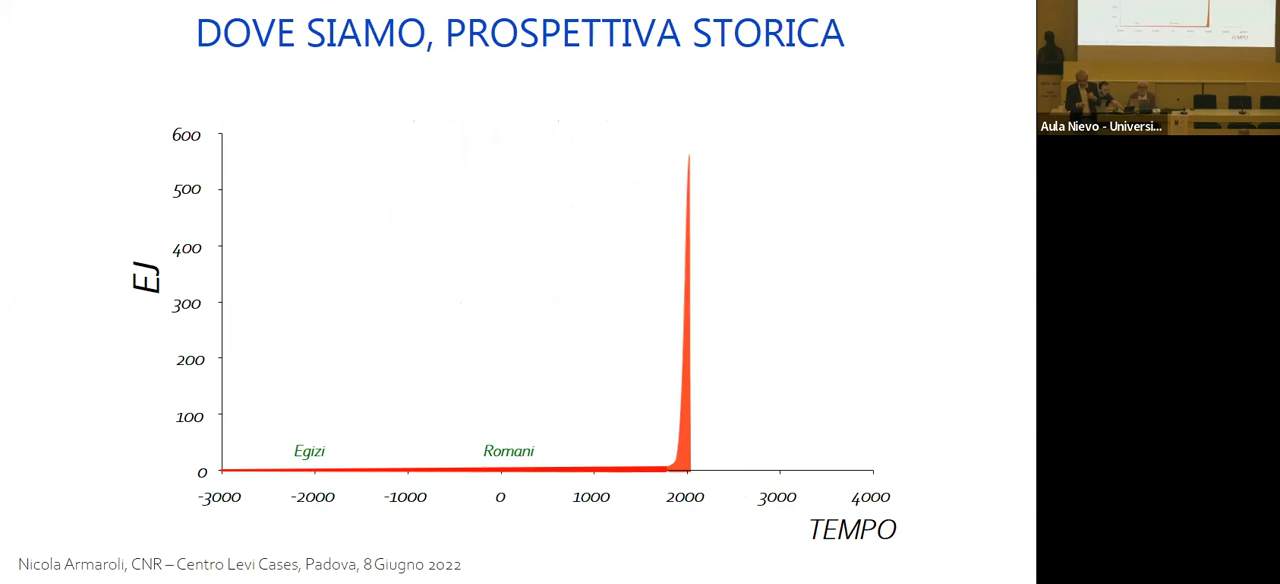 DOVE SIAMO, PROSPETTIVA STORICA
600
500
400
EJ
300
200
100
Egizi
Romani
0
-3000 -2000 -1000 0 1000 2000 3000 4000
TEMPO
Nicola Armaroli, CNR – Centro Levi Cases, Padova, 8 Giugno 2022
Aula Nievo - Universi...